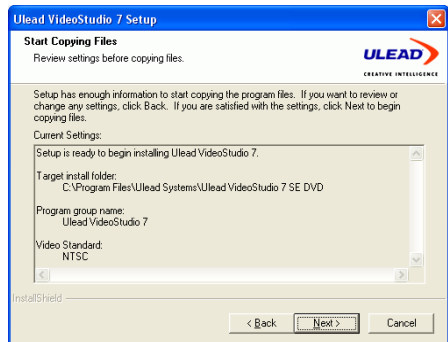 Ulead VideoStudio 7 Setup
Start Copying Files
Review settings before copying files.
ULEAD
CREATIVE INTELLIGENCE
Setup has enough information to start copying the program files. If you want to review or
change any settings, click Back. If you are satisfied with the settings, click Next to begin
copying files.
Current Settings:
Setup is ready to begin installing Ulead VideoStudio 7.
Target install folder:
C:\Program Files\Ulead Systems\Ulead VideoStudio 7 SE DVD
Program group name:
Ulead VideoStudio 7
Video Standard:
NTSC
InstallShield
< Back
Next >
Cancel